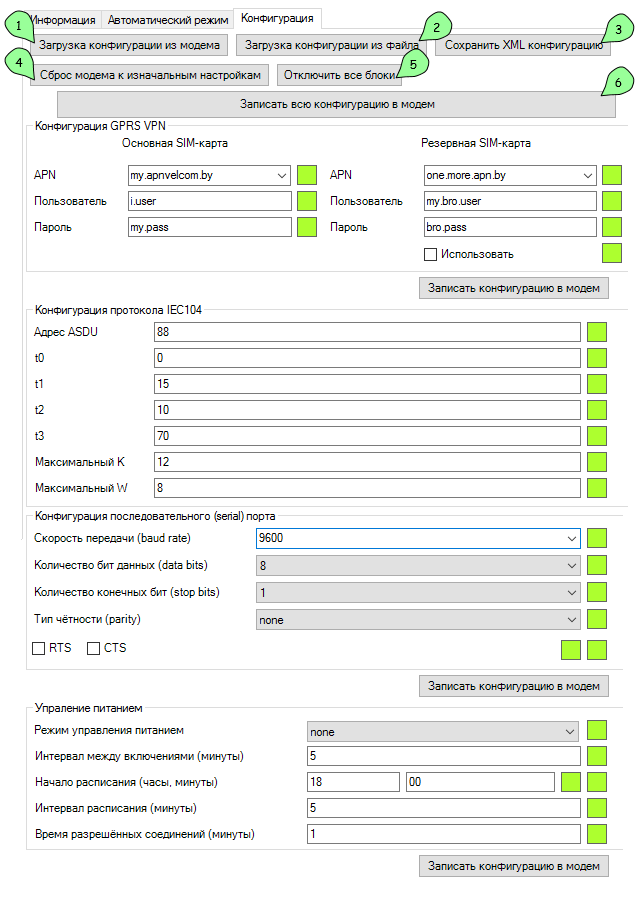 Информация Автоматический режим Конфигурация
1 2 3
Загрузка конфигурации из модема Загрузка конфигурации из файла Сохранить XML конфигурацию
4 5
Сброс модема к изначальным настройкам Отключить все блоки
6
Записать всю конфигурацию в модем
Конфигурация GPRS VPN
Основная SIM-карта Резервная SIM-карта
APN my.apnvelcom.by APN one.more.apn.by
Пользователь i.user Пользователь my.bro.user
Пароль my.pass Пароль bro.pass
Использовать
Записать конфигурацию в модем
Конфигурация протокола IEC104
Адрес ASDU 88
t0 0
t1 15
t2 10
t3 70
Максимальный K 12
Максимальный W 8
Конфигурация последовательного (serial) порта
Скорость передачи (baud rate) 9600
Количество бит данных (data bits) 8
Количество конечных бит (stop bits) 1
Тип чётности (parity) none
RTS CTS
Записать конфигурацию в модем
Упраление питанием
Режим управления питанием none
Интервал между включениями (минуты) 5
Начало расписания (часы, минуты) 18 00
Интервал расписания (минуты) 5
Время разрешённых соединений (минуты) 1
Записать конфигурацию в модем